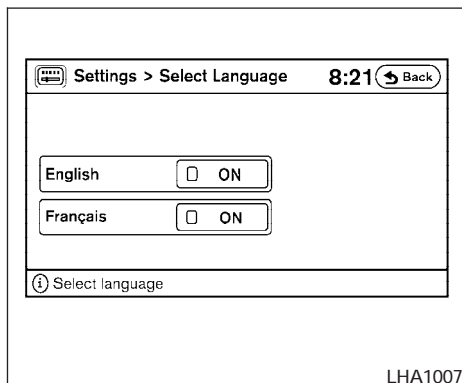 Settings > Select Language 8:21 Back
English ON
Français ON
i Select language
LHA1007